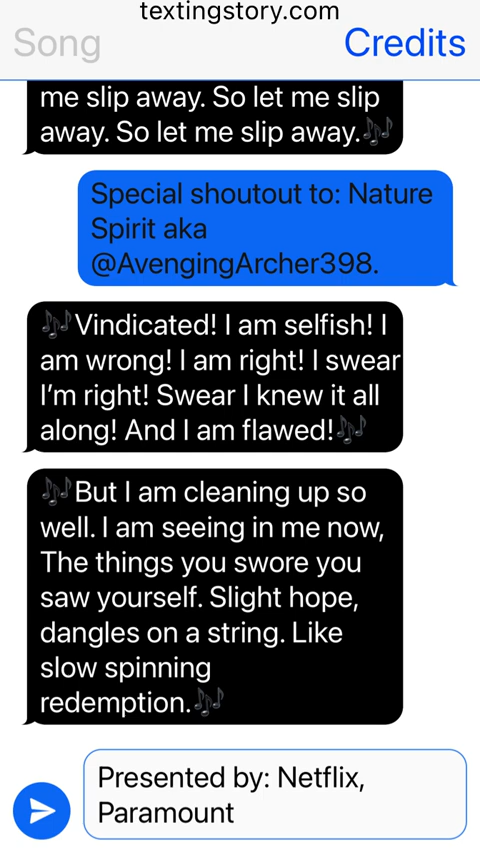 textingstory.com
Song
Credits
me slip away. So let me slip
away. So let me slip away.🎶
Special shoutout to: Nature
Spirit aka
@AvengingArcher398.
🎶Vindicated! I am selfish! I
am wrong! I am right! I swear
I’m right! Swear I knew it all
along! And I am flawed!🎶
🎶But I am cleaning up so
well. I am seeing in me now,
The things you swore you
saw yourself. Slight hope,
dangles on a string. Like
slow spinning
redemption.🎶
Presented by: Netflix,
Paramount